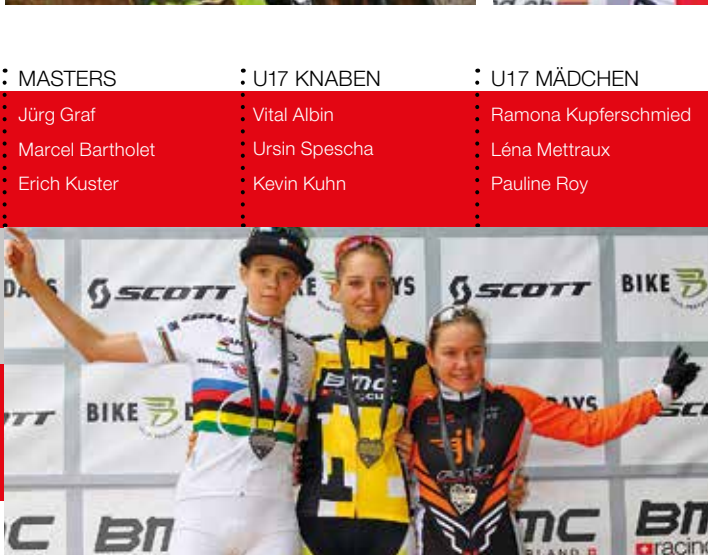 MASTERS
Jürg Graf
Marcel Bartholet
Erich Kuster
U17 KNABEN
Vital Albin
Ursin Spescha
Kevin Kuhn
U17 MÄDCHEN
Ramona Kupferschmied
Léna Mettraux
Pauline Roy
SCOTT
SCOTT
BIKE
BIKE
DAYS
BMC